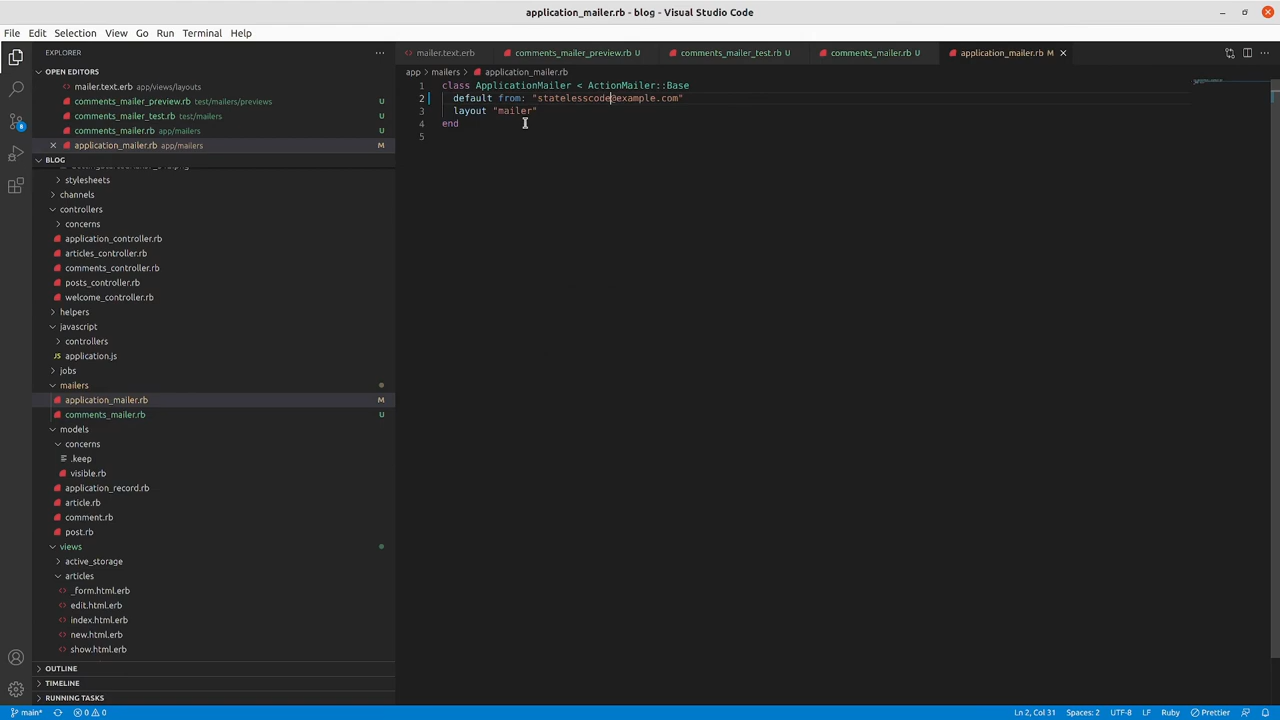 application_mailer.rb - blog - Visual Studio Code
File Edit Selection View Go Run Terminal Help
EXPLORER
OPEN EDITORS
mailer.text.erb app/views/layouts
comments_mailer_preview.rb test/mailers/previews U
comments_mailer_test.rb test/mailers U
comments_mailer.rb app/mailers U
application_mailer.rb app/mailers M
BLOG
stylesheets
channels
controllers
concerns
application_controller.rb
articles_controller.rb
comments_controller.rb
posts_controller.rb
welcome_controller.rb
helpers
javascript
controllers
application.js
jobs
mailers
application_mailer.rb M
comments_mailer.rb U
models
concerns
.keep
visible.rb
application_record.rb
article.rb
comment.rb
post.rb
views
active_storage
articles
_form.html.erb
edit.html.erb
index.html.erb
new.html.erb
show.html.erb
OUTLINE
TIMELINE
RUNNING TASKS
mailer.text.erb comments_mailer_preview.rb U comments_mailer_test.rb U comments_mailer.rb U application_mailer.rb M
app > mailers > application_mailer.rb
1 class ApplicationMailer < ActionMailer::Base
2 default from: "statelesscode@example.com"
3 layout "mailer"
4 end
5
8
main* 0 0 Ln 2, Col 31 Spaces: 2 UTF-8 LF Ruby Prettier